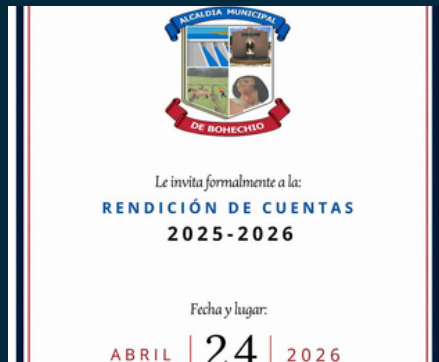 ALCALDIA MUNICIPAL
DE BOHECHIO
Le invita formalmente a la:
RENDICIÓN DE CUENTAS
2025-2026
Fecha y lugar:
ABRIL 24 2026